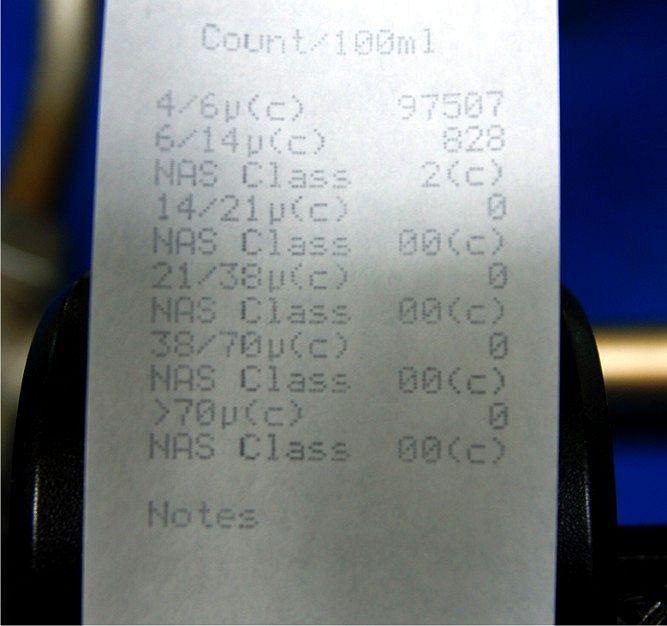 Count/100ml
4/6µ(c) 97507
6/14µ(c) 828
NAS Class 2(c)
14/21µ(c) 0
NAS Class 00(c)
21/38µ(c) 0
NAS Class 00(c)
38/70µ(c) 0
NAS Class 00(c)
>70µ(c) 0
NAS Class 00(c)
Notes